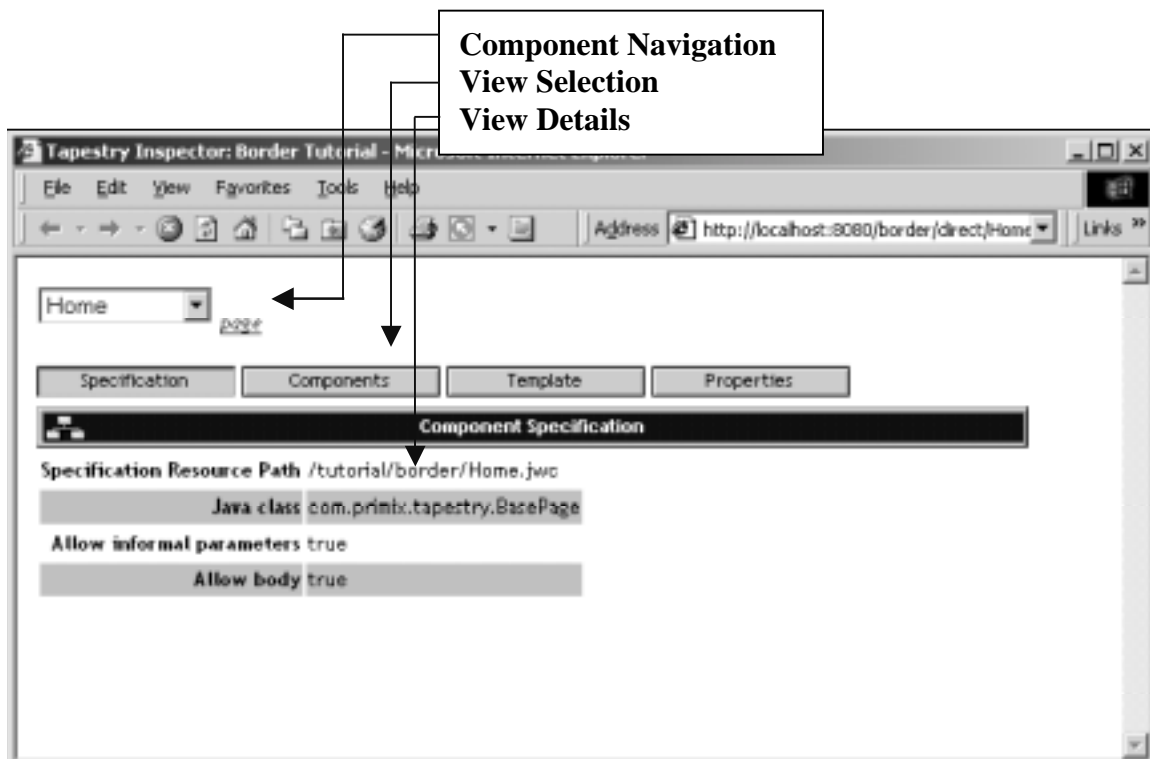 Component Navigation
View Selection
View Details
Tapestry Inspector: Border Tutorial - Microsoft Internet Explorer
File Edit View Favorites Tools Help
Address http://localhost:8080/border/direct/Home Links »
Home page
Specification Components Template Properties
Component Specification
Specification Resource Path /tutorial/border/Home.jwc
Java class com.primix.tapestry.BasePage
Allow informal parameters true
Allow body true